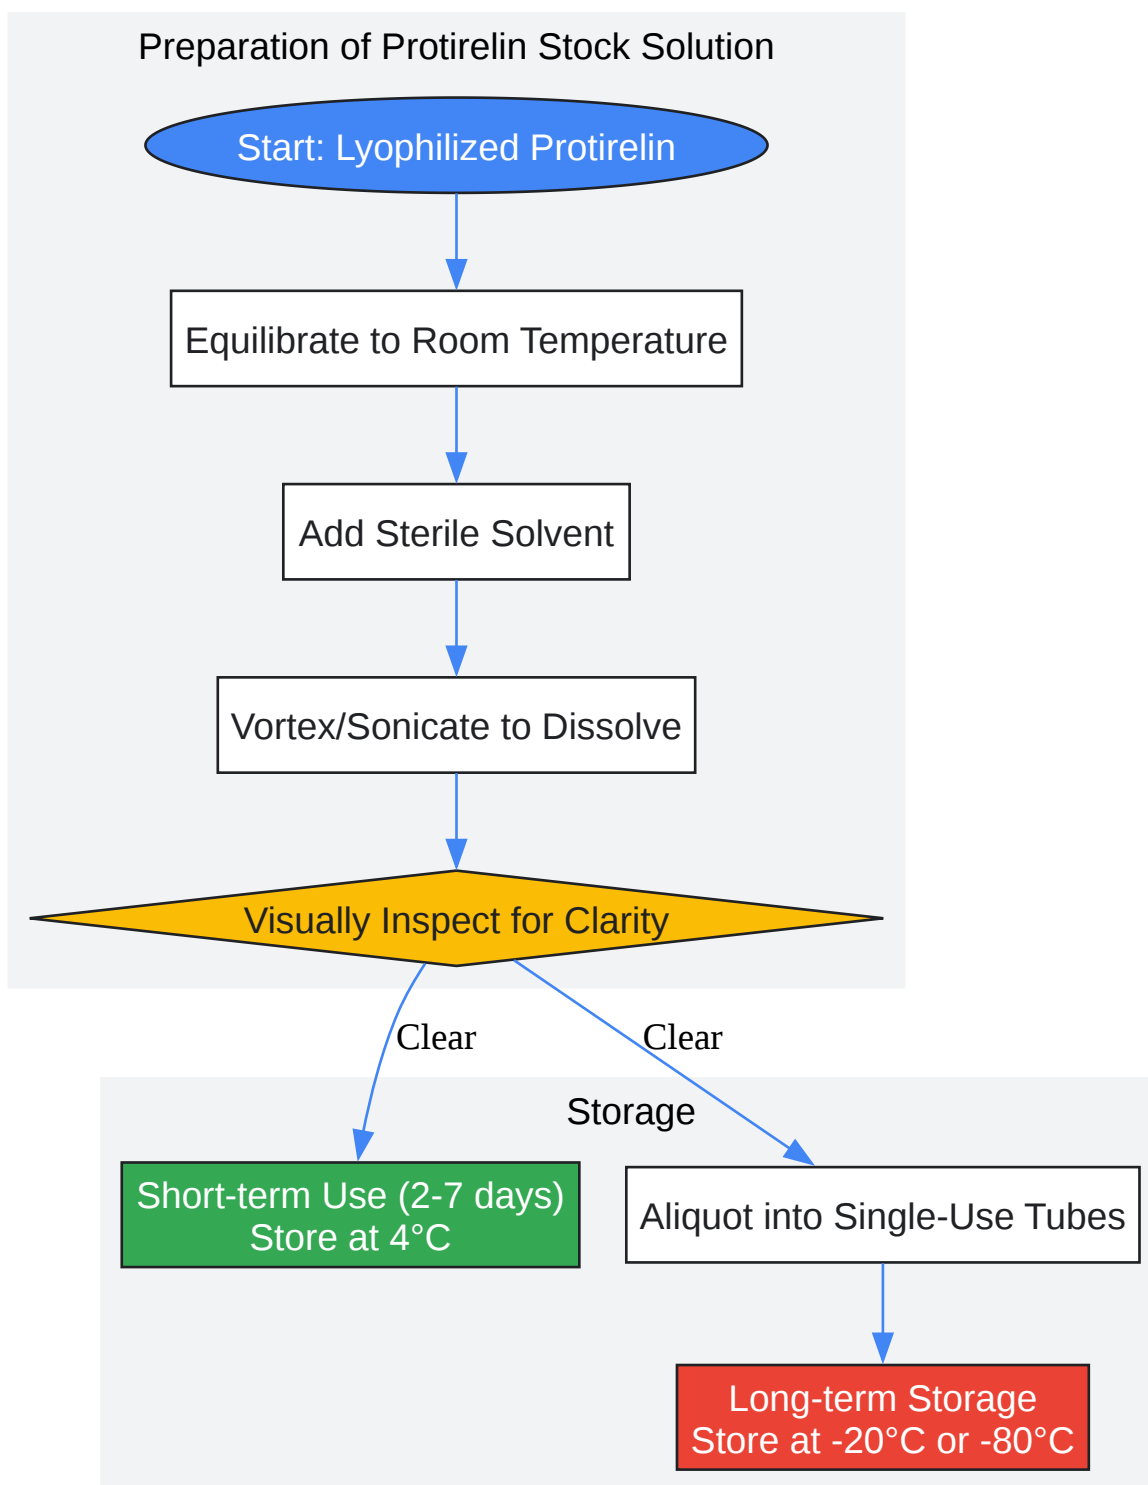 Preparation of Protirelin Stock Solution
Start: Lyophilized Protirelin
Equilibrate to Room Temperature
Add Sterile Solvent
Vortex/Sonicate to Dissolve
Visually Inspect for Clarity
Clear
Clear
Storage
Short-term Use (2-7 days)
Store at 4°C
Aliquot into Single-Use Tubes
Long-term Storage
Store at -20°C or -80°C